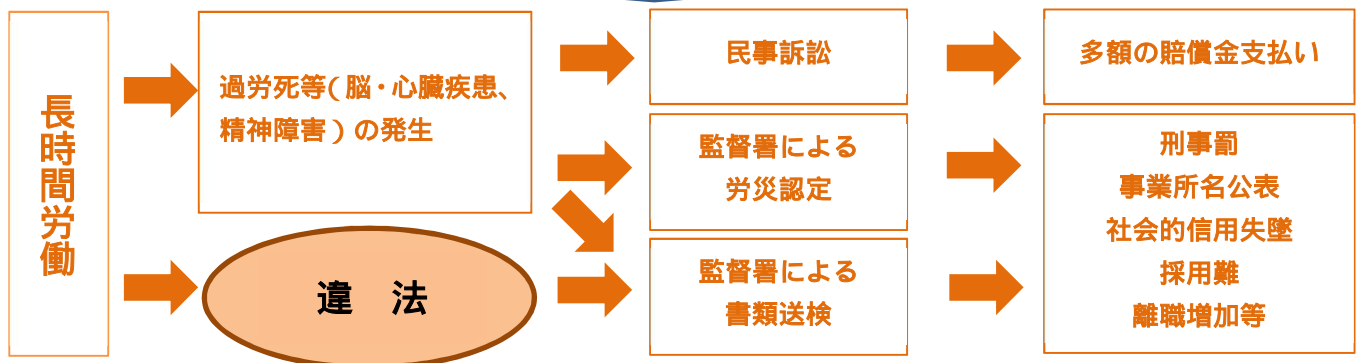 長時間労働
過労死等(脳・心臓疾患、
精神障害)の発生
違　法
民事訴訟
監督署による
労災認定
監督署による
書類送検
多額の賠償金支払い
刑事罰
事業所名公表
社会的信用失墜
採用難
離職増加等